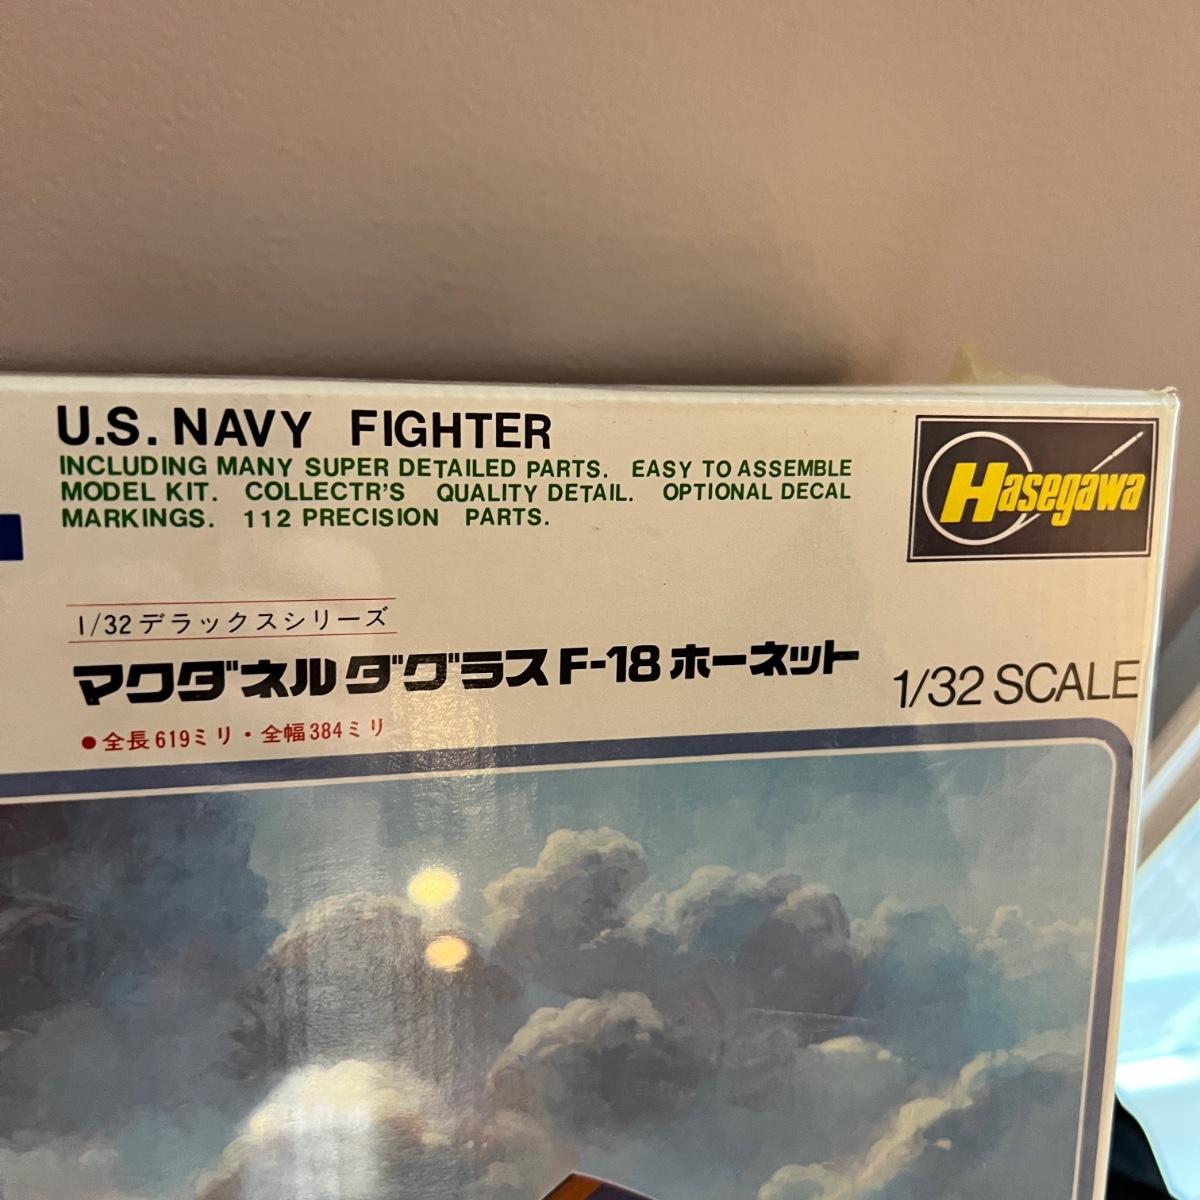 U.S. NAVY FIGHTER
INCLUDING MANY SUPER DETAILED PARTS. EASY TO ASSEMBLE
MODEL KIT. COLLECTR'S QUALITY DETAIL. OPTIONAL DECAL
MARKINGS. 112 PRECISION PARTS.
Hasegawa
1/32デラックスシリーズ
マクダネルダグラスF-18ホーネット
1/32 SCALE
●全長619ミリ・全幅384ミリ